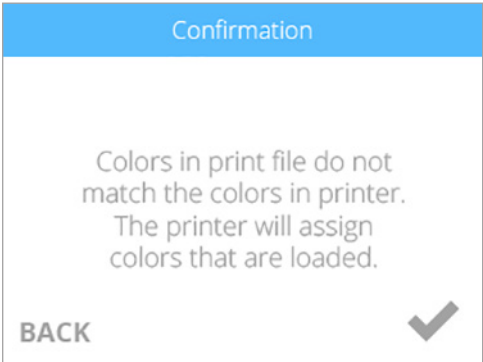 Confirmation
Colors in print file do not
match the colors in printer.
The printer will assign
colors that are loaded.
BACK